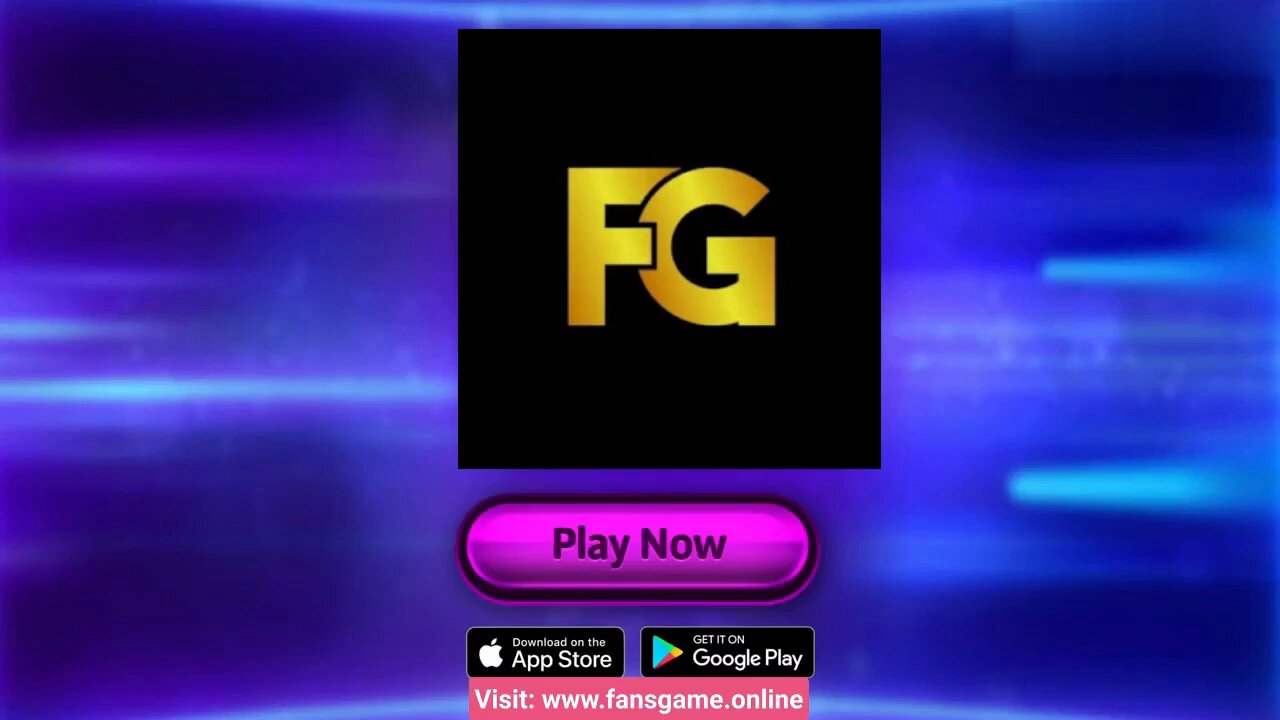 FG
Play Now
Download on the
App Store
GET IT ON
Google Play
Visit: www.fansgame.online